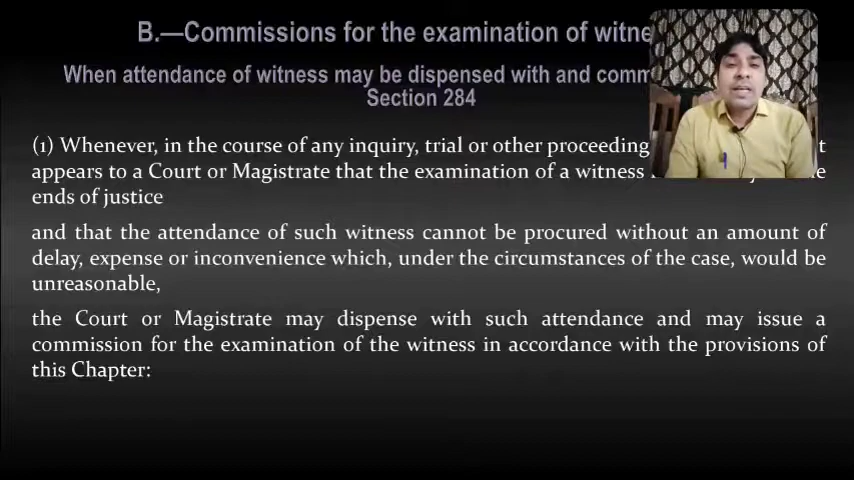 B.—Commissions for the examination of witne
When attendance of witness may be dispensed with and comm
Section 284
(1) Whenever, in the course of any inquiry, trial or other proceeding t
appears to a Court or Magistrate that the examination of a witness e
ends of justice
and that the attendance of such witness cannot be procured without an amount of
delay, expense or inconvenience which, under the circumstances of the case, would be
unreasonable,
the Court or Magistrate may dispense with such attendance and may issue a
commission for the examination of the witness in accordance with the provisions of
this Chapter: